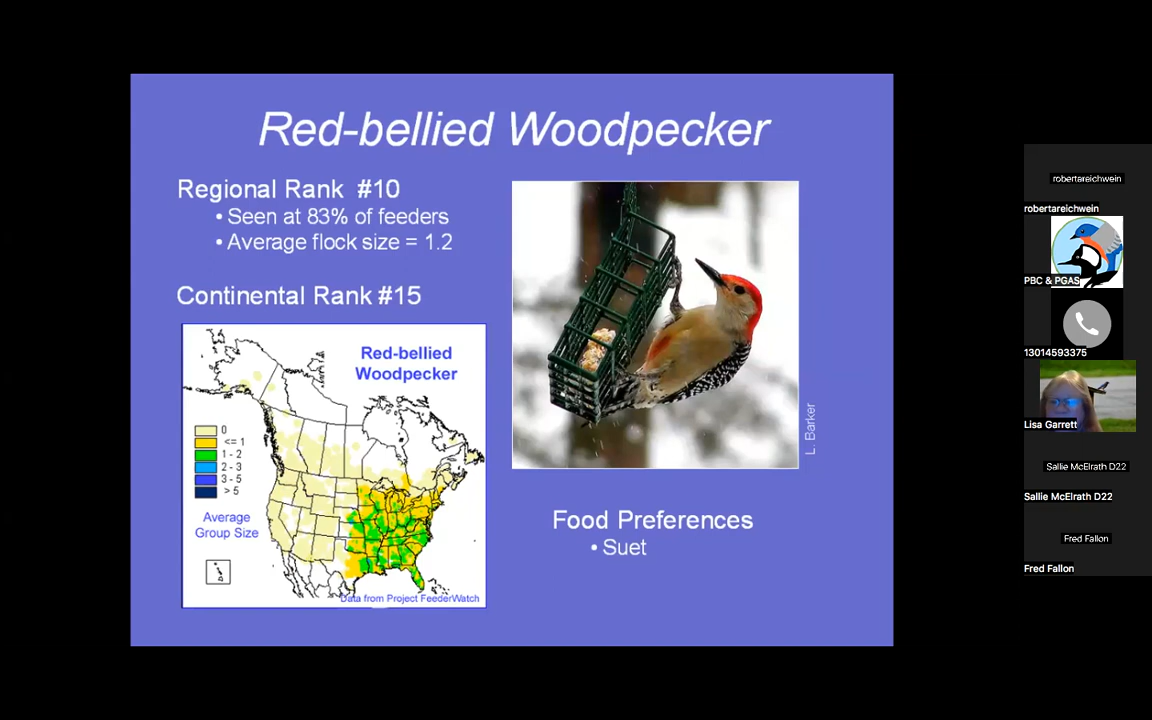 Red-bellied Woodpecker
Regional Rank #10
• Seen at 83% of feeders
• Average flock size = 1.2
Continental Rank #15
Red-bellied
Woodpecker
0
<= 1
1 - 2
2 - 3
3 - 5
> 5
Average
Group Size
Data from Project FeederWatch
L. Barker
Food Preferences
• Suet
robertareichwein
robertareichwein
PBC & PGAS
13014593375
Lisa Garrett
Sallie McElrath D22
Sallie McElrath D22
Fred Fallon
Fred Fallon